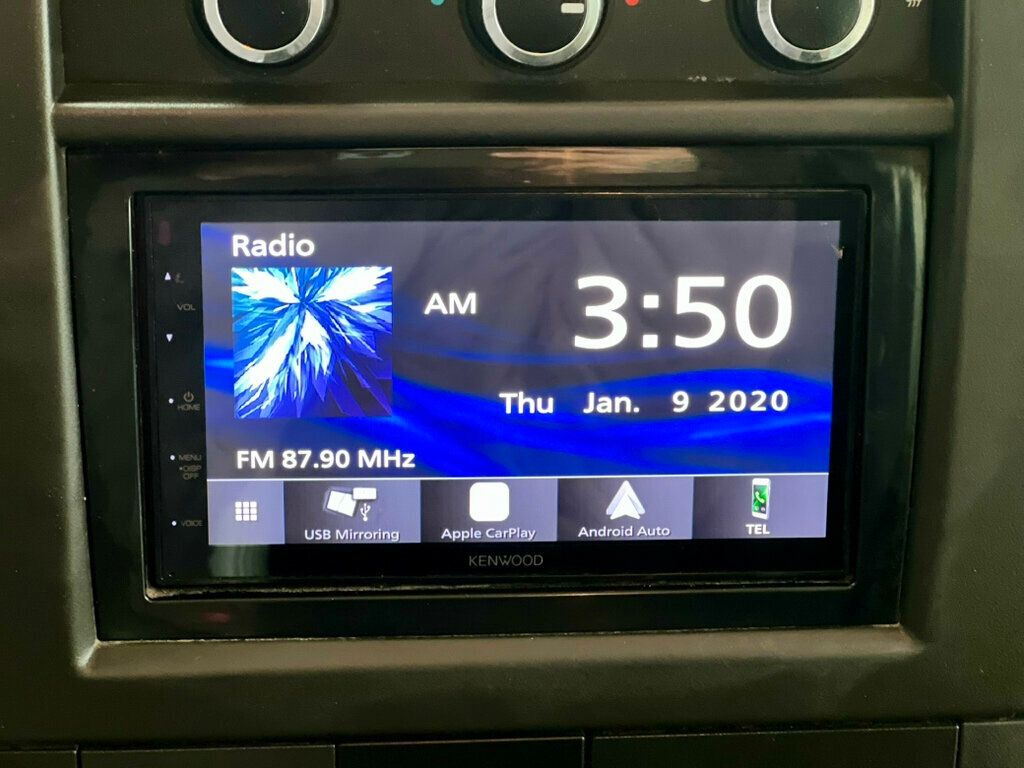 Radio
AM 3:50
Thu Jan. 9 2020
FM 87.90 MHz
VOL
HOME
MENU
•DISP
OFF
VOICE
USB Mirroring
Apple CarPlay
Android Auto
TEL
KENWOOD